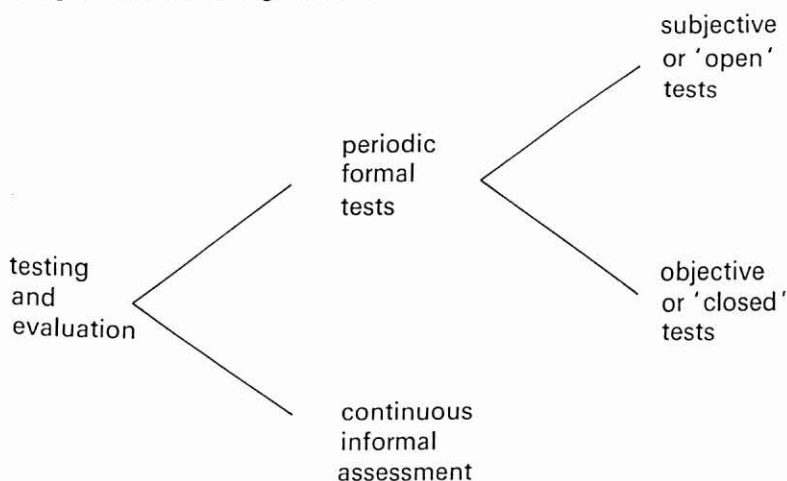 subjective
or 'open'
tests
periodic
formal
tests
testing
and
evaluation
objective
or 'closed'
tests
continuous
informal
assessment